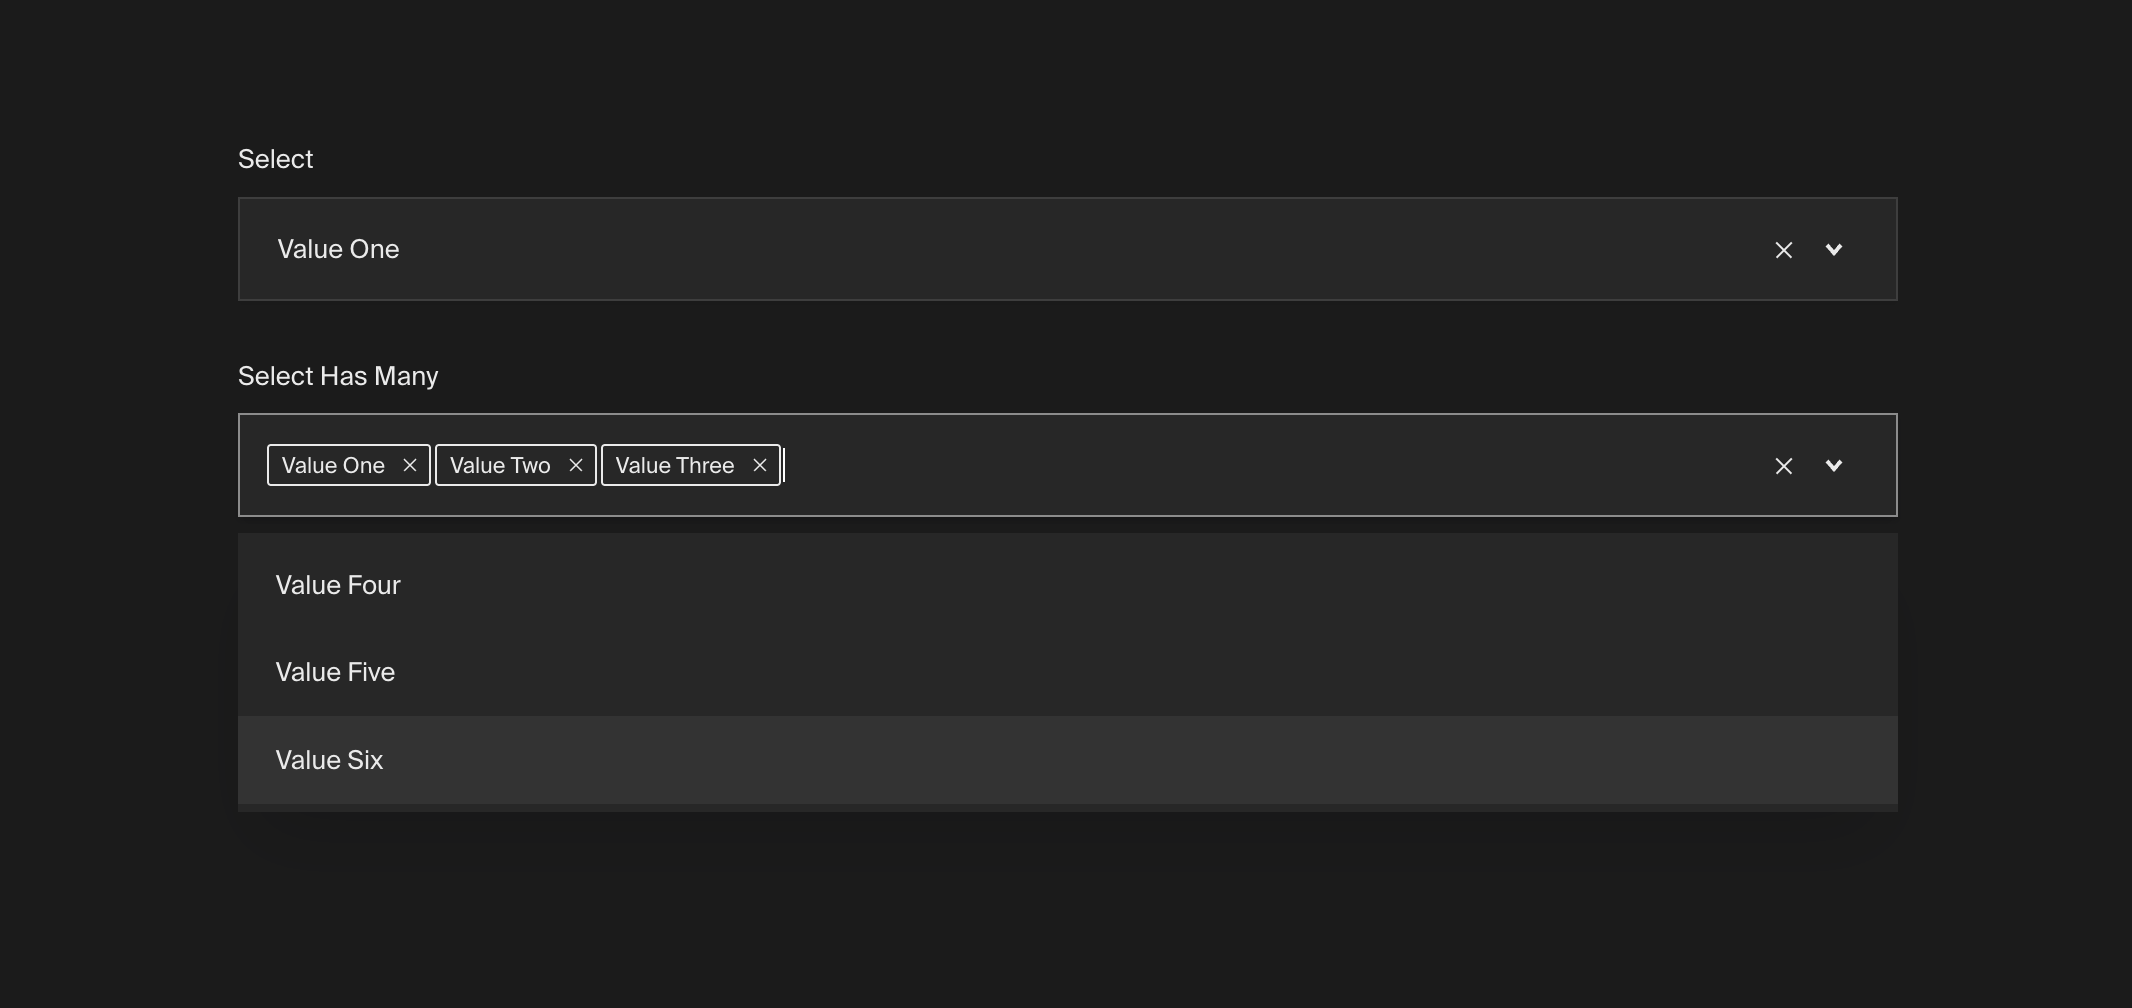 Select
Value One
Select Has Many
Value One Value Two Value Three
Value Four
Value Five
Value Six